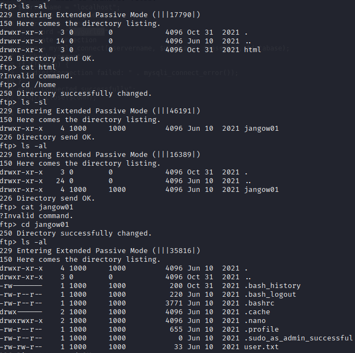 ftp> ls -al
229 Entering Extended Passive Mode (|||17790|)
150 Here comes the directory listing.
drwxr-xr-x    3 0        0            4096 Oct 31  2021 .
drwxr-xr-x   14 0        0            4096 Jun 10  2021 ..
drwxr-xr-x    3 0        0            4096 Oct 31  2021 html
226 Directory send OK.
ftp> cat html
?Invalid command.
ftp> cd /home
250 Directory successfully changed.
ftp> ls -sl
229 Entering Extended Passive Mode (|||46191|)
150 Here comes the directory listing.
drwxr-xr-x    4 1000     1000         4096 Jun 10  2021 jangow01
226 Directory send OK.
ftp> ls -al
229 Entering Extended Passive Mode (|||16389|)
150 Here comes the directory listing.
drwxr-xr-x    3 0        0            4096 Oct 31  2021 .
drwxr-xr-x   24 0        0            4096 Jun 10  2021 ..
drwxr-xr-x    4 1000     1000         4096 Jun 10  2021 jangow01
226 Directory send OK.
ftp> cat jangow01
?Invalid command.
ftp> cd jangow01
250 Directory successfully changed.
ftp> ls -al
229 Entering Extended Passive Mode (|||35816|)
150 Here comes the directory listing.
drwxr-xr-x    4 1000     1000         4096 Jun 10  2021 .
drwxr-xr-x    3 0        0            4096 Oct 31  2021 ..
-rw-------    1 1000     1000          200 Oct 31  2021 .bash_history
-rw-r--r--    1 1000     1000          220 Jun 10  2021 .bash_logout
-rw-r--r--    1 1000     1000         3771 Jun 10  2021 .bashrc
drwx------    2 1000     1000         4096 Jun 10  2021 .cache
drwxrwxr-x    2 1000     1000         4096 Jun 10  2021 .nano
-rw-r--r--    1 1000     1000          655 Jun 10  2021 .profile
-rw-r--r--    1 1000     1000            0 Jun 10  2021 .sudo_as_admin_successful
-rw-rw-r--    1 1000     1000           33 Jun 10  2021 user.txt